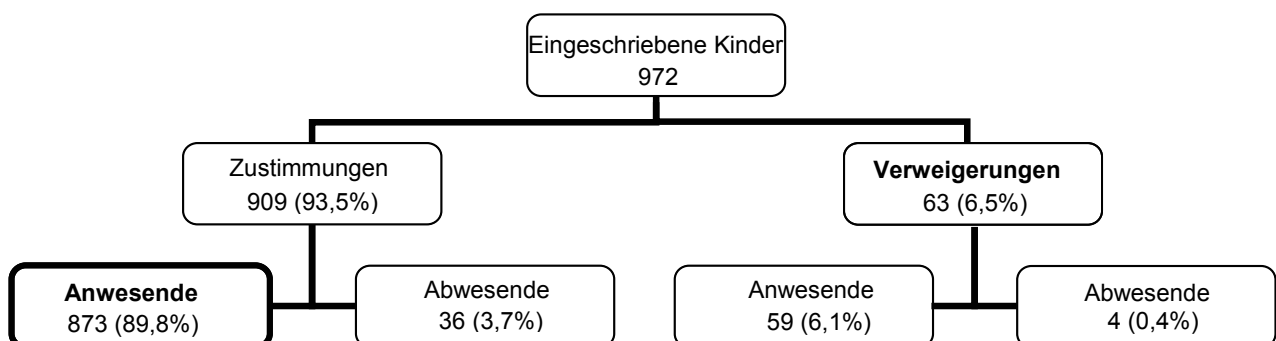 Eingeschriebene Kinder
972
Zustimmungen
909 (93,5%)
Verweigerungen
63 (6,5%)
Anwesende
873 (89,8%)
Abwesende
36 (3,7%)
Anwesende
59 (6,1%)
Abwesende
4 (0,4%)